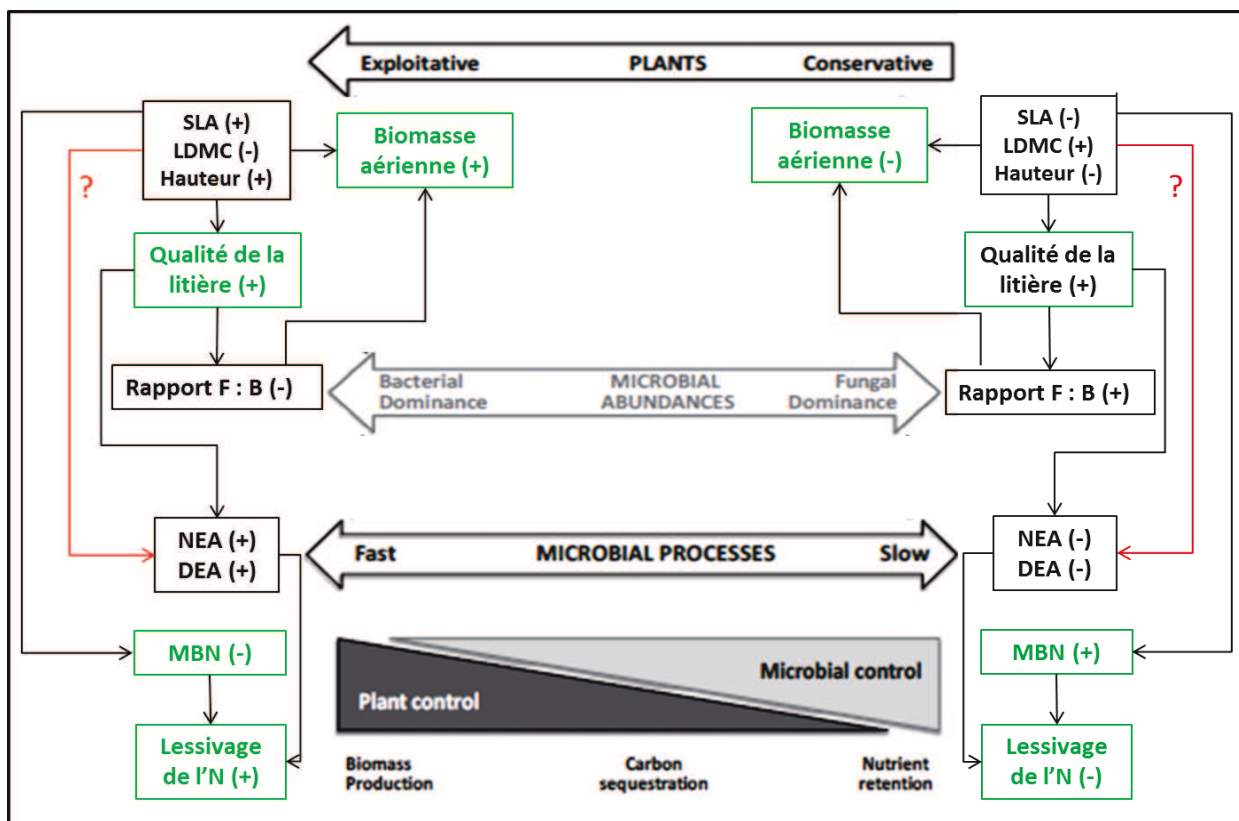 Exploitative PLANTS Conservative
SLA (+)
LDMC (-)
Hauteur (+)
Biomasse
aérienne (+)
Biomasse
aérienne (-)
SLA (-)
LDMC (+)
Hauteur (-)
?
?
Qualité de la
litière (+)
Qualité de la
litière (+)
Rapport F : B (-)
Bacterial
Dominance
MICROBIAL
ABUNDANCES
Fungal
Dominance
Rapport F : B (+)
NEA (+)
DEA (+)
Fast MICROBIAL PROCESSES Slow
NEA (-)
DEA (-)
MBN (-)
Microbial control
Plant control
MBN (+)
Lessivage
de l'N (+)
Biomass
Production
Carbon
sequestration
Nutrient
retention
Lessivage
de l'N (-)